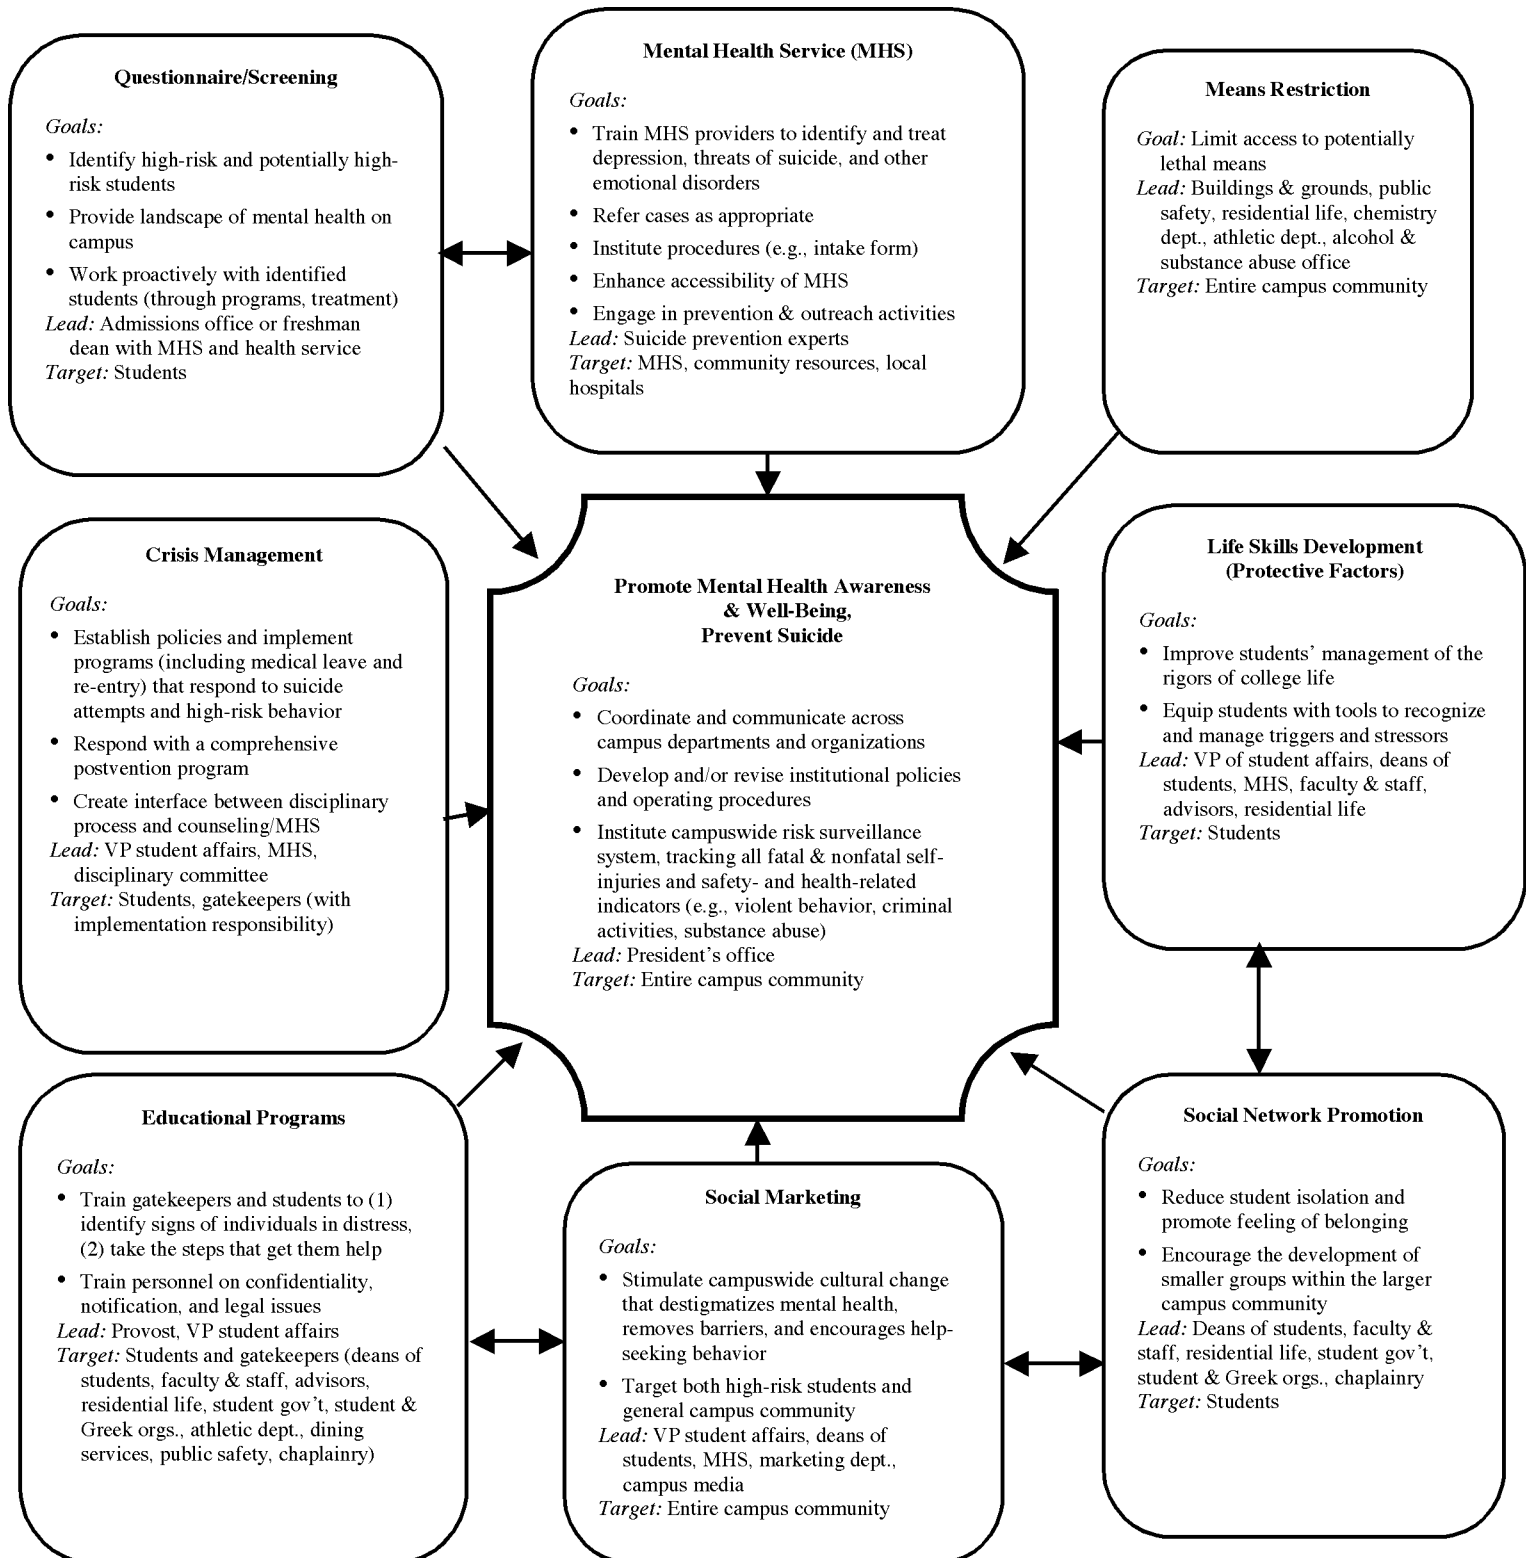 Questionnaire/Screening
Goals:
• Identify high-risk and potentially high-
risk students
• Provide landscape of mental health on
campus
• Work proactively with identified
students (through programs, treatment)
Lead: Admissions office or freshman
dean with MHS and health service
Target: Students
Mental Health Service (MHS)
Goals:
• Train MHS providers to identify and treat
depression, threats of suicide, and other
emotional disorders
• Refer cases as appropriate
• Institute procedures (e.g., intake form)
• Enhance accessibility of MHS
• Engage in prevention & outreach activities
Lead: Suicide prevention experts
Target: MHS, community resources, local
hospitals
Means Restriction
Goal: Limit access to potentially
lethal means
Lead: Buildings & grounds, public
safety, residential life, chemistry
dept., athletic dept., alcohol &
substance abuse office
Target: Entire campus community
Crisis Management
Goals:
• Establish policies and implement
programs (including medical leave and
re-entry) that respond to suicide
attempts and high-risk behavior
• Respond with a comprehensive
postvention program
• Create interface between disciplinary
process and counseling/MHS
Lead: VP student affairs, MHS,
disciplinary committee
Target: Students, gatekeepers (with
implementation responsibility)
Promote Mental Health Awareness
& Well-Being,
Prevent Suicide
Goals:
• Coordinate and communicate across
campus departments and organizations
• Develop and/or revise institutional policies
and operating procedures
• Institute campuswide risk surveillance
system, tracking all fatal & nonfatal self-
injuries and safety- and health-related
indicators (e.g., violent behavior, criminal
activities, substance abuse)
Lead: President’s office
Target: Entire campus community
Life Skills Development
(Protective Factors)
Goals:
• Improve students’ management of the
rigors of college life
• Equip students with tools to recognize
and manage triggers and stressors
Lead: VP of student affairs, deans of
students, MHS, faculty & staff,
advisors, residential life
Target: Students
Educational Programs
Goals:
• Train gatekeepers and students to (1)
identify signs of individuals in distress,
(2) take the steps that get them help
• Train personnel on confidentiality,
notification, and legal issues
Lead: Provost, VP student affairs
Target: Students and gatekeepers (deans of
students, faculty & staff, advisors,
residential life, student gov’t, student &
Greek orgs., athletic dept., dining
services, public safety, chaplainry)
Social Marketing
Goals:
• Stimulate campuswide cultural change
that destigmatizes mental health,
removes barriers, and encourages help-
seeking behavior
• Target both high-risk students and
general campus community
Lead: VP student affairs, deans of
students, MHS, marketing dept.,
campus media
Target: Entire campus community
Social Network Promotion
Goals:
• Reduce student isolation and
promote feeling of belonging
• Encourage the development of
smaller groups within the larger
campus community
Lead: Deans of students, faculty &
staff, residential life, student gov’t,
student & Greek orgs., chaplainry
Target: Students